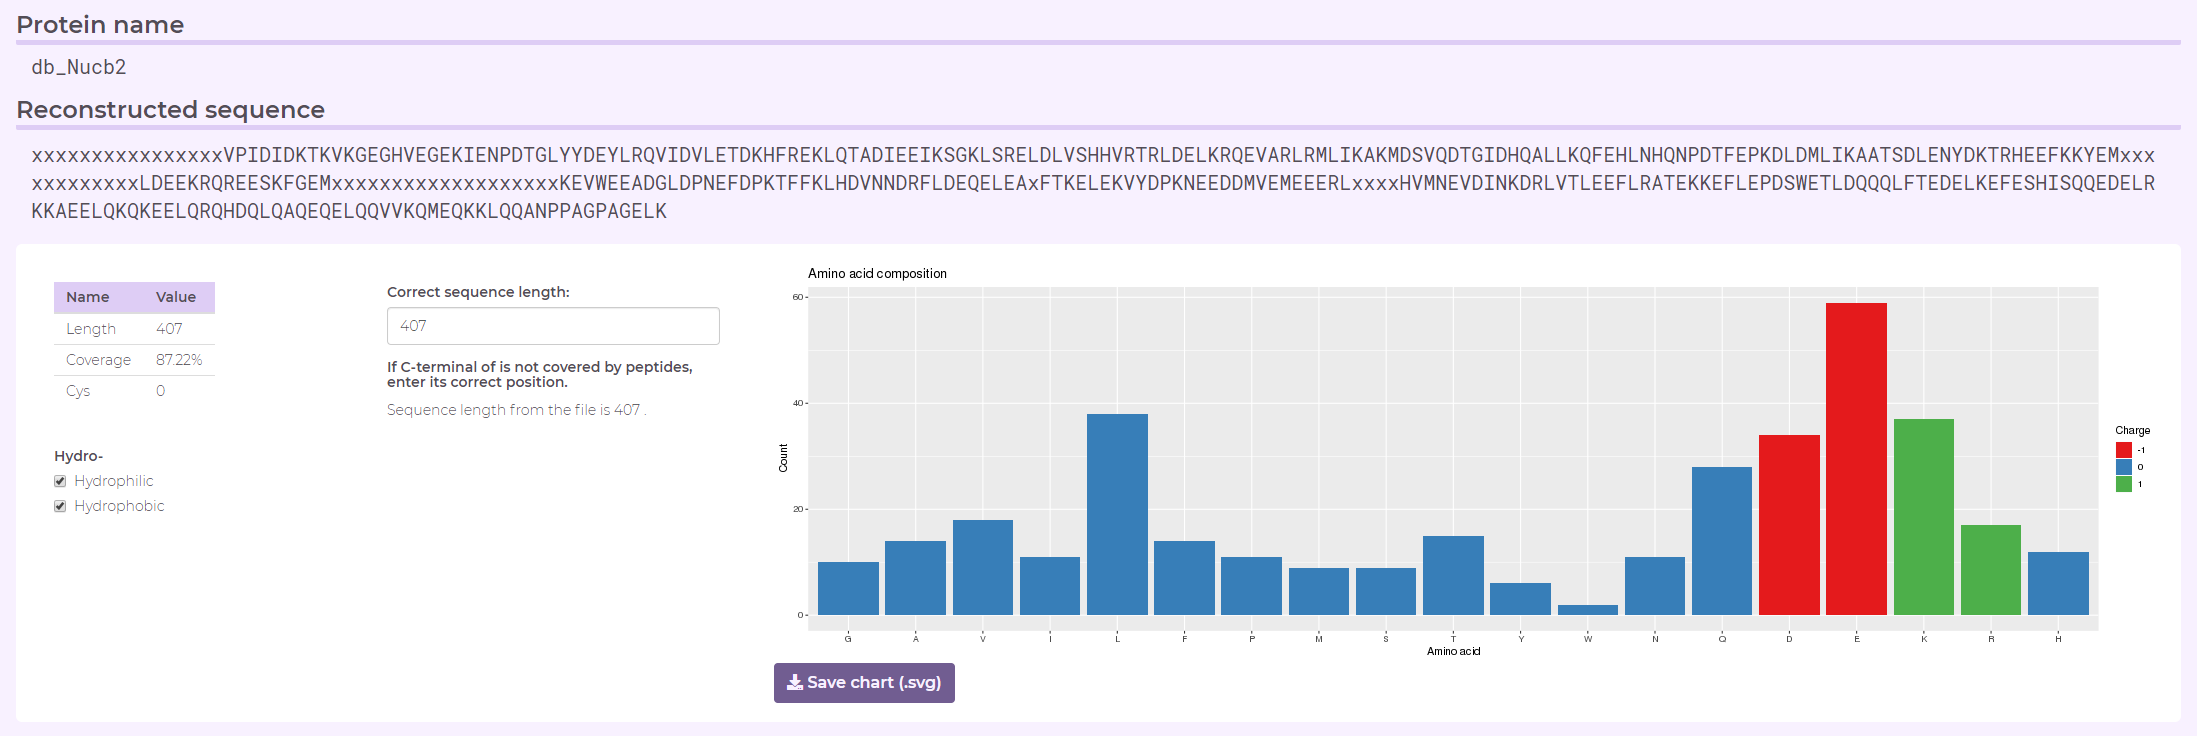 Protein name
db_Nucb2
Reconstructed sequence
xxxxxxxxxxxxxxxxVPIDIDKTKVKGEGHVEGEKIENPDTGLYYDEYLRQVIDVLETDKHFREKLQTADIEEIKSGKLSRELDLVSHHVRTRLDELKRQEVARLRMLIKAKMDSVQDTGIDHQALLKQFEHLNHQNPDTFEPKDLDMLIKAATSDLENYDKTRHEEFKKYEMxxx
xxxxxxxxxLDEEKRQREESKFGEMxxxxxxxxxxxxxxxxxxxKEVWEEADGLDPNEFDPKTFFKLHDVNNDRFLDEQELEAxFTKELEKVYDPKNEEDDMVEMEEERLxxxxHVMNEVDINKDRLVTLEEFLRATEKKEFLEPDSWETLDQQQLFTEDELKEFESHISQQEDELR
KKAEELQKQKEELQRQHDQLQAQEQELQQVVKQMEQKKLQQANPPAGPAGELK
Name Value
Length 407
Coverage 87.22%
Cys 0
Hydro-
Hydrophilic
Hydrophobic
Correct sequence length:
407
If C-terminal of is not covered by peptides,
enter its correct position.
Sequence length from the file is 407 .
Amino acid composition
60
40
20
0
Count
G A V I L F P M S T Y W N Q D E K R H
Amino acid
Charge
-1
0
1
Save chart (.svg)